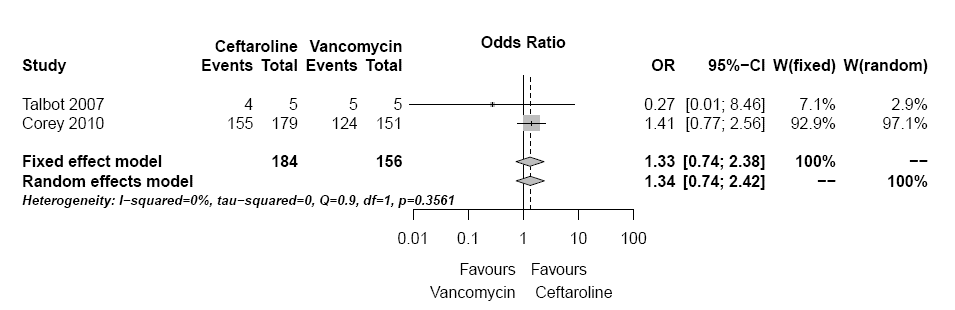 Ceftaroline Vancomycin Odds Ratio
Study Events Total Events Total OR 95%−CI W(fixed) W(random)
Talbot 2007 4 5 5 5 0.27 [0.01; 8.46] 7.1% 2.9%
Corey 2010 155 179 124 151 1.41 [0.77; 2.56] 92.9% 97.1%
Fixed effect model 184 156 1.33 [0.74; 2.38] 100% −−
Random effects model 1.34 [0.74; 2.42] −− 100%
Heterogeneity: I−squared=0%, tau−squared=0, Q=0.9, df=1, p=0.3561
0.01 0.1 1 10 100
Favours Favours
Vancomycin Ceftaroline